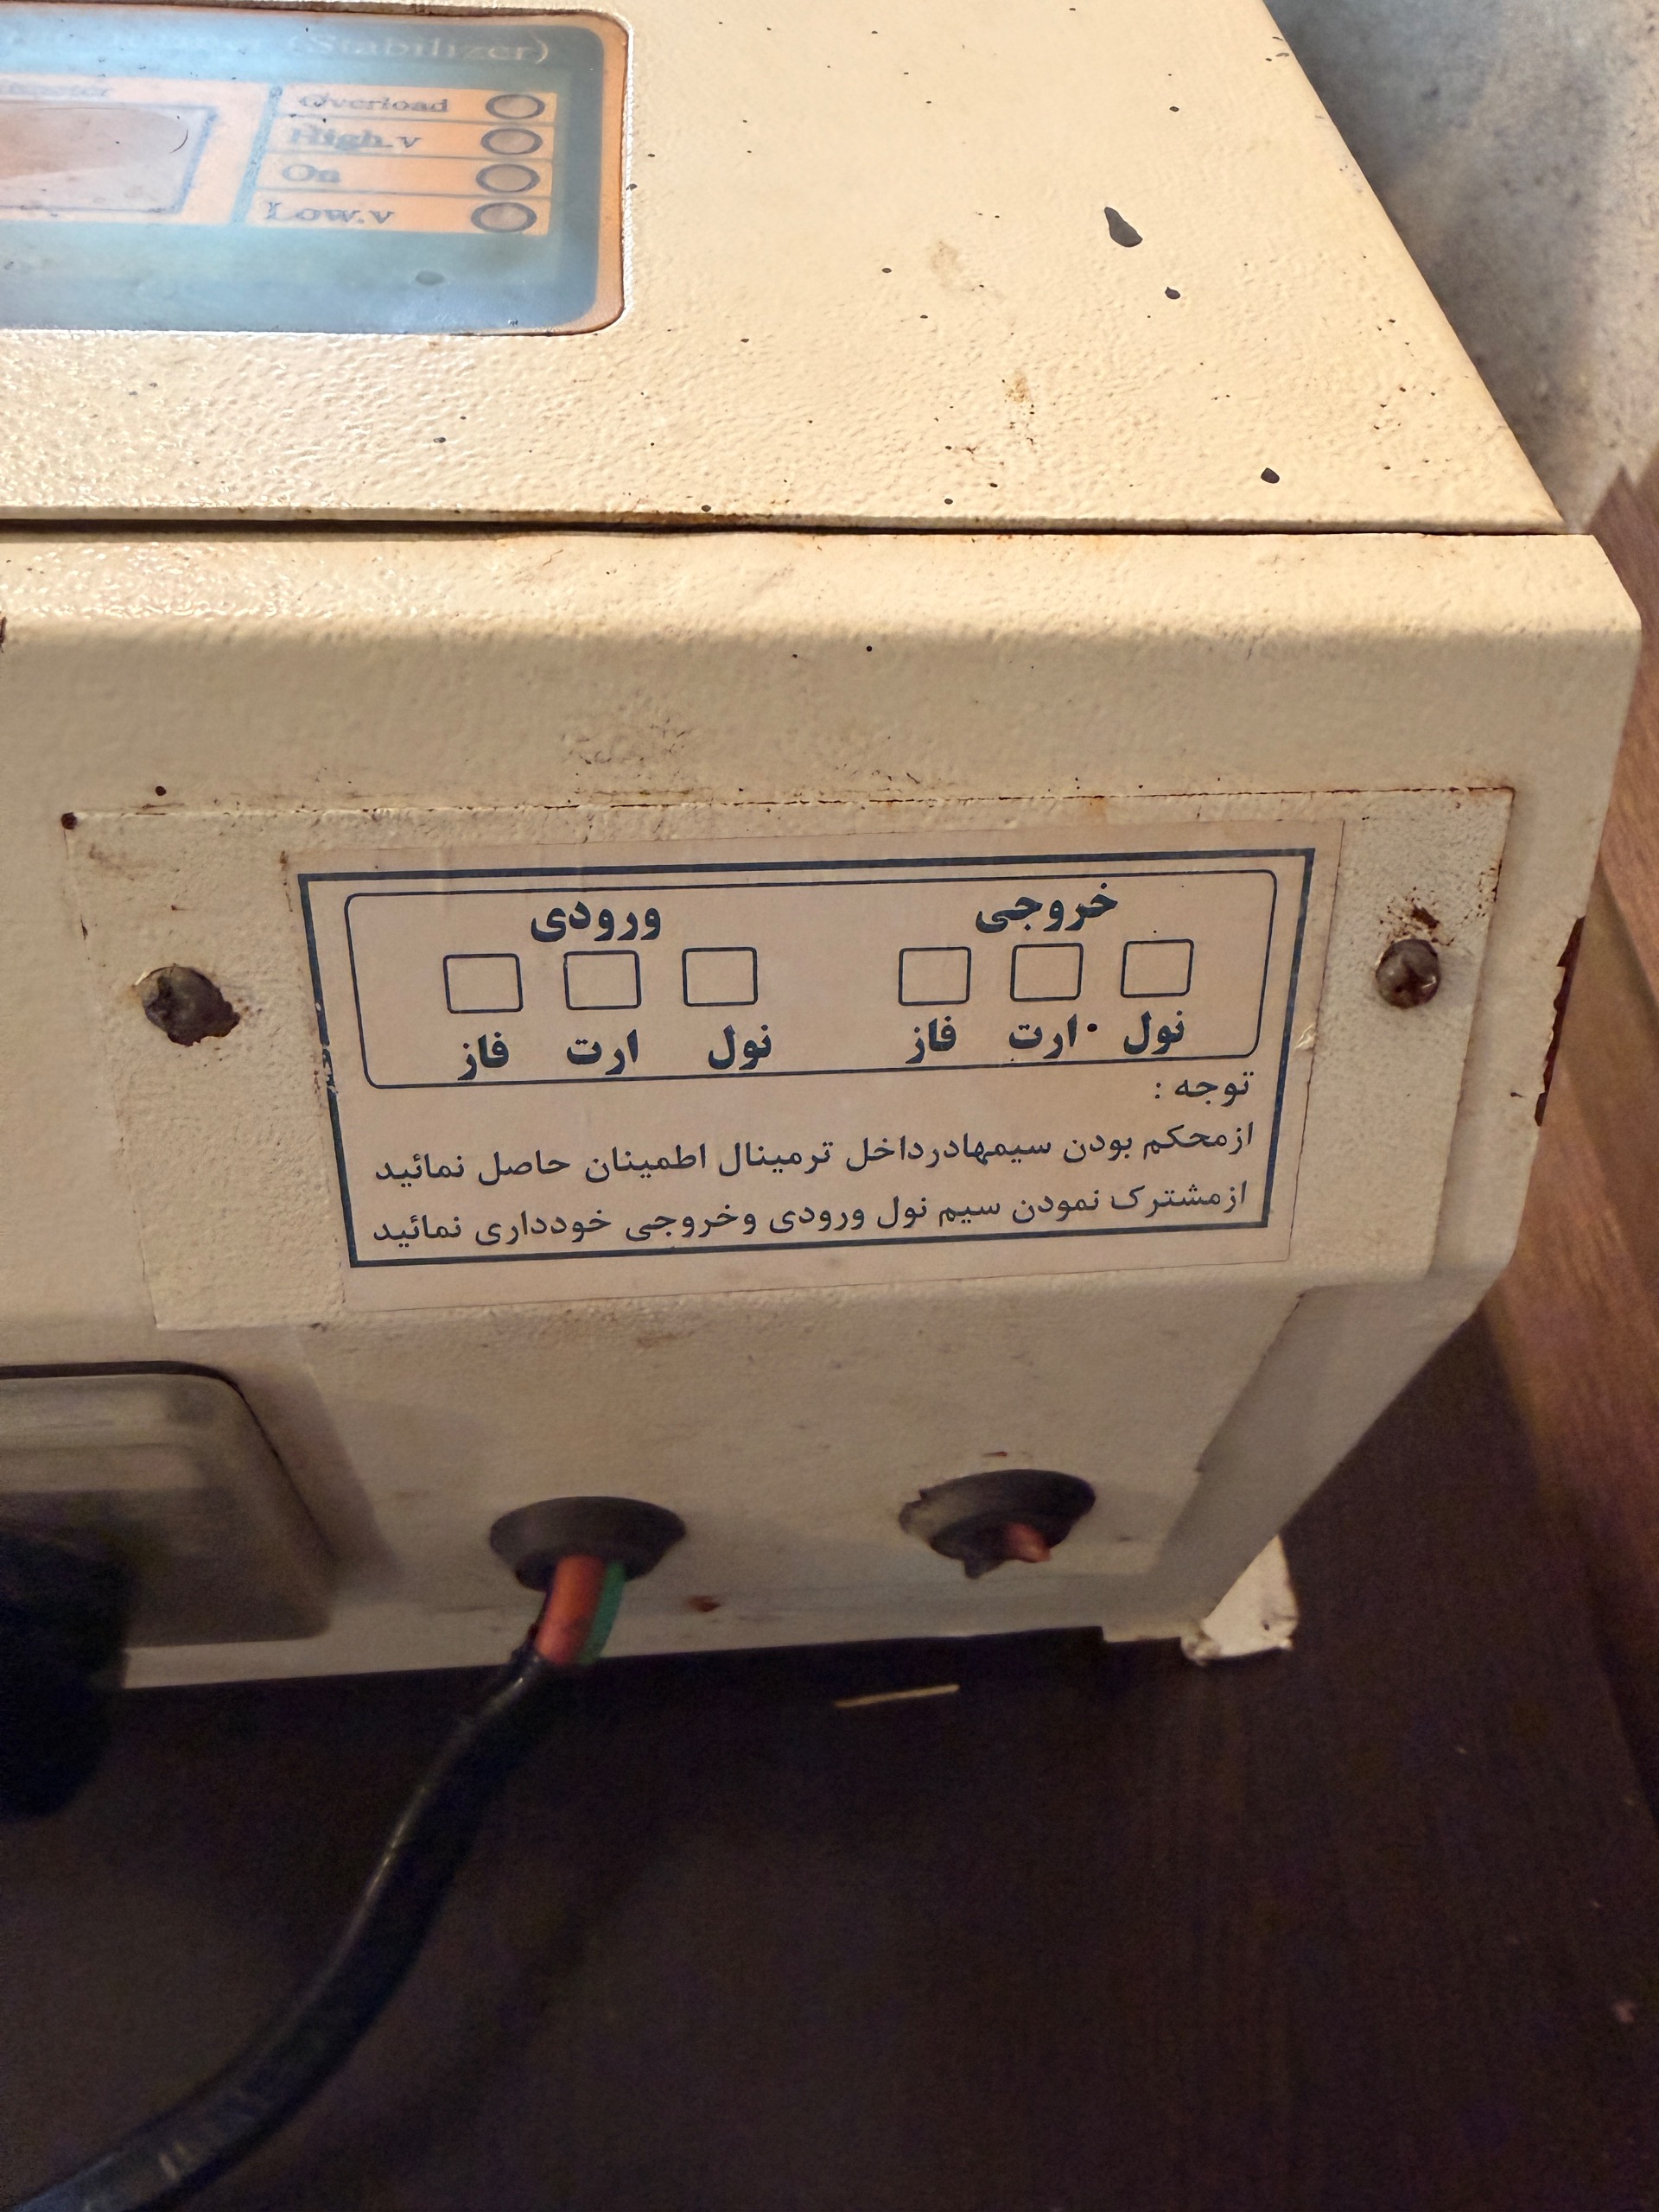 (Stabilizer)
Overload
High.v
On
Low.v
خروجی
ورودی
نول ارت فاز
نول ارت فاز
توجه :
ازمحکم بودن سیمهادرداخل ترمینال اطمینان حاصل نمائید
ازمشترک نمودن سیم نول ورودی وخروجی خودداری نمائید